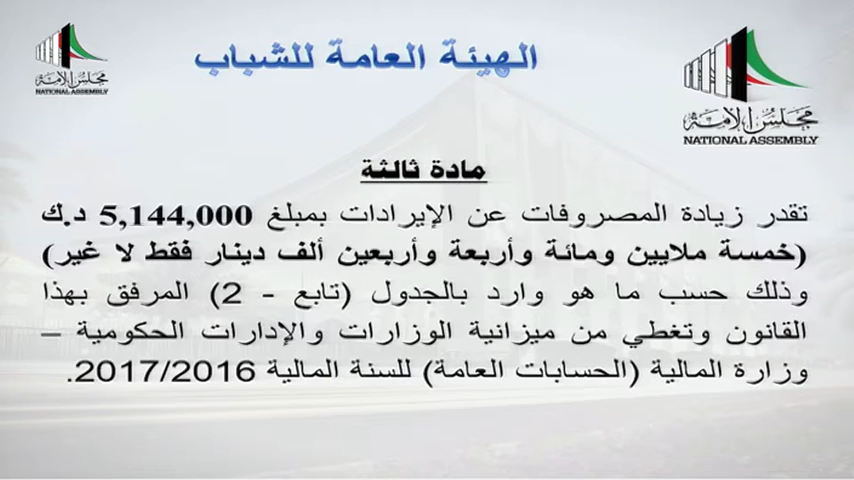 الهيئة العامة للشباب
مجلس الأمة
NATIONAL ASSEMBLY
مجلس الأمة
NATIONAL ASSEMBLY
مادة ثالثة
تقدر زيادة المصروفات عن الإيرادات بمبلغ 5,144,000 د.ك
(خمسة ملايين ومائة وأربعة وأربعين ألف دينار فقط لا غير)
وذلك حسب ما هو وارد بالجدول (تابع - 2) المرفق بهذا
القانون وتغطي من ميزانية الوزارات والإدارات الحكومية –
وزارة المالية (الحسابات العامة) للسنة المالية 2017/2016.